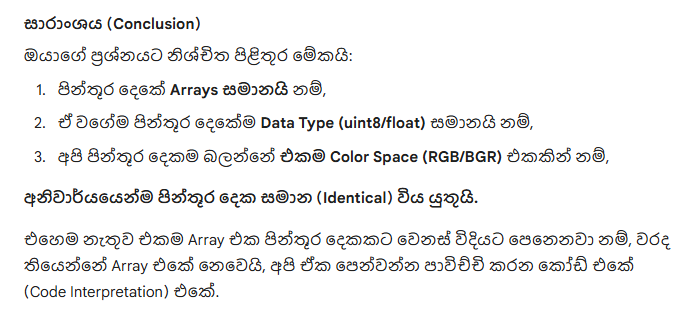 සාරාංශය (Conclusion)
ඔයාගේ ප්‍රශ්නයට නිශ්චිත පිළිතුර මේකයි:
1. පින්තූර දෙකේ Arrays සමානයි නම්,
2. ඒ වගේම පින්තූර දෙකේම Data Type (uint8/float) සමානයි නම්,
3. අපි පින්තූර දෙකම බලන්නේ එකම Color Space (RGB/BGR) එකකින් නම්,
අනිවාර්යයෙන්ම පින්තූර දෙක සමාන (Identical) විය යුතුයි.
එහෙම නැතුව එකම Array එක පින්තූර දෙකකට වෙනස් විදියට පෙනෙනවා නම්, වරද
තියෙන්නේ Array එකේ නෙවෙයි, අපි ඒක පෙන්වන්න පාවිච්චි කරන කෝඩ් එකේ
(Code Interpretation) එකේ.